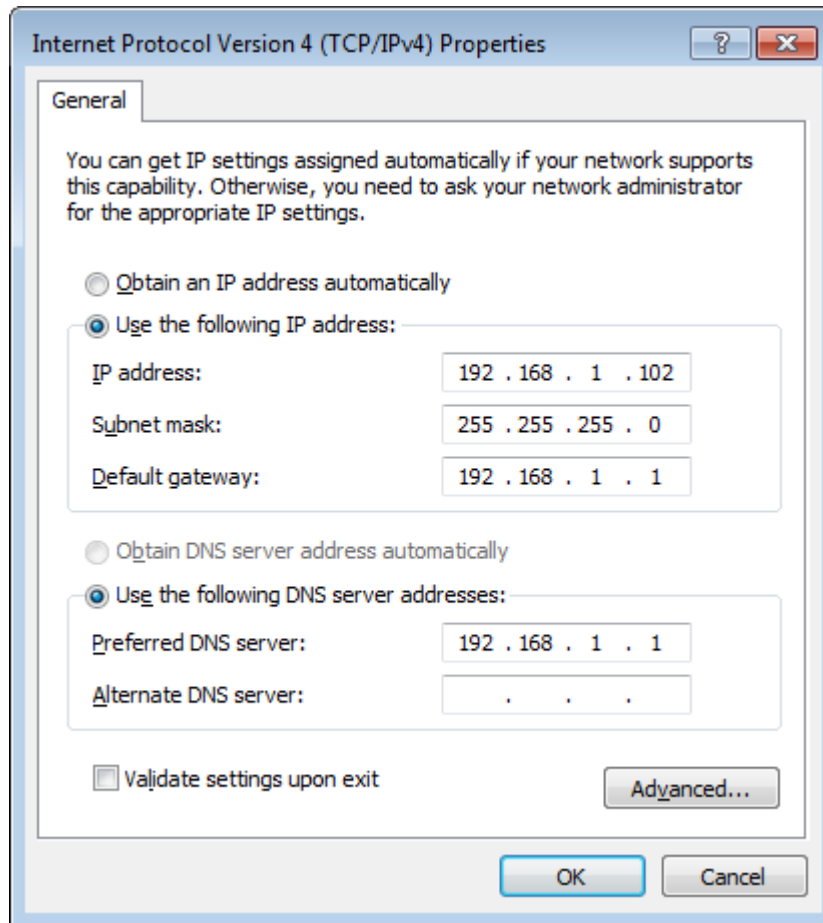 Internet Protocol Version 4 (TCP/IPv4) Properties
?
General
You can get IP settings assigned automatically if your network supports
this capability. Otherwise, you need to ask your network administrator
for the appropriate IP settings.
Obtain an IP address automatically
Use the following IP address:
IP address: 192 . 168 . 1 . 102
Subnet mask: 255 . 255 . 255 . 0
Default gateway: 192 . 168 . 1 . 1
Obtain DNS server address automatically
Use the following DNS server addresses:
Preferred DNS server: 192 . 168 . 1 . 1
Alternate DNS server: . . .
Validate settings upon exit
Advanced...
OK Cancel